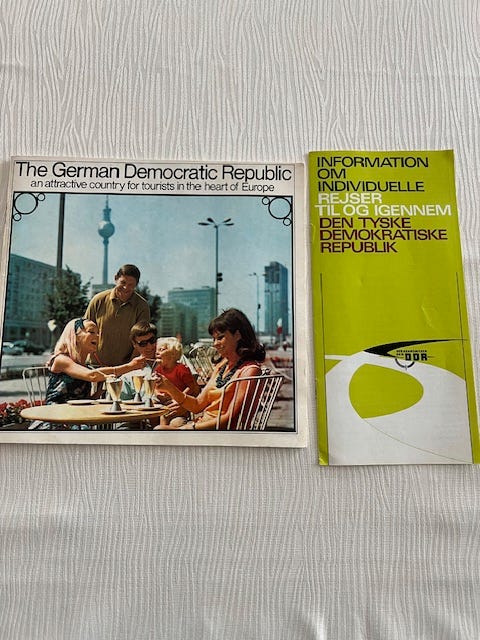 The German Democratic Republic
an attractive country for tourists in the heart of Europe
INFORMATION
OM
INDIVIDUELLE
REJSER
TIL OG IGENNEM
DEN TYSKE
DEMOKRATISKE
REPUBLIK
DDR